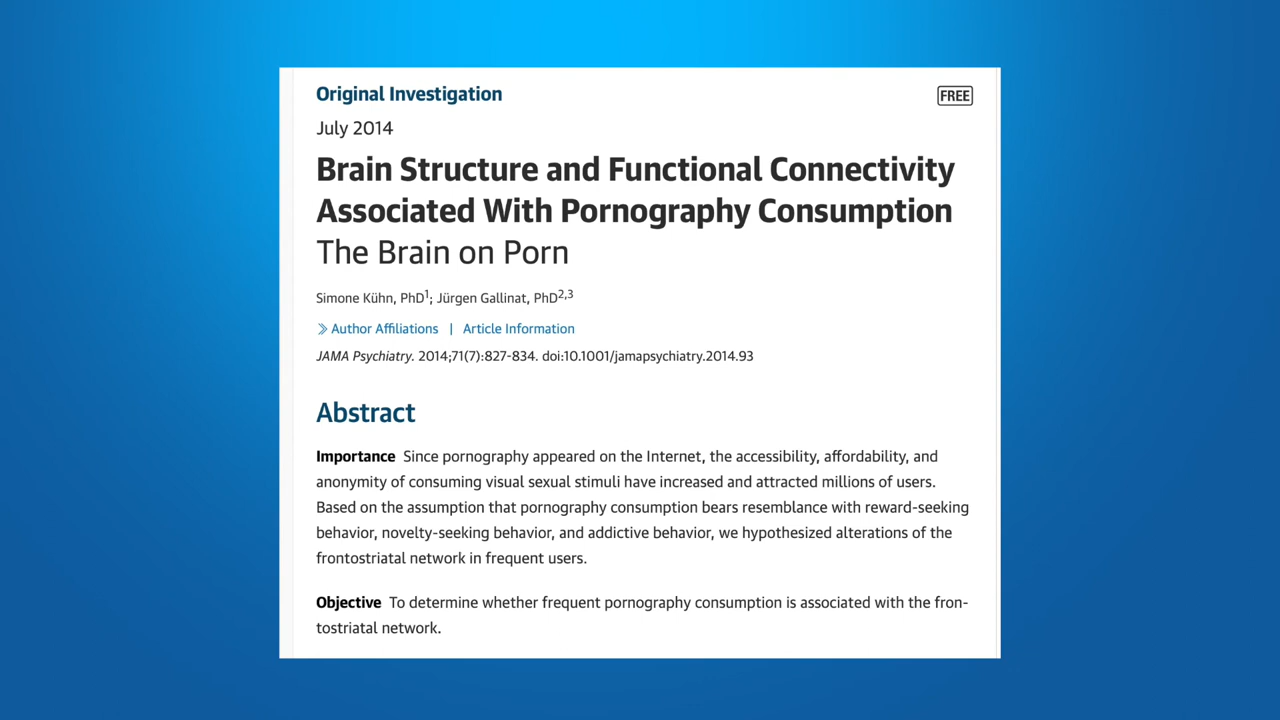 Original Investigation
FREE
July 2014
Brain Structure and Functional Connectivity
Associated With Pornography Consumption
The Brain on Porn
Simone Kühn, PhD1; Jürgen Gallinat, PhD2,3
Author Affiliations | Article Information
JAMA Psychiatry. 2014;71(7):827-834. doi:10.1001/jamapsychiatry.2014.93
Abstract
Importance Since pornography appeared on the Internet, the accessibility, affordability, and
anonymity of consuming visual sexual stimuli have increased and attracted millions of users.
Based on the assumption that pornography consumption bears resemblance with reward-seeking
behavior, novelty-seeking behavior, and addictive behavior, we hypothesized alterations of the
frontostriatal network in frequent users.
Objective To determine whether frequent pornography consumption is associated with the fron-
tostriatal network.